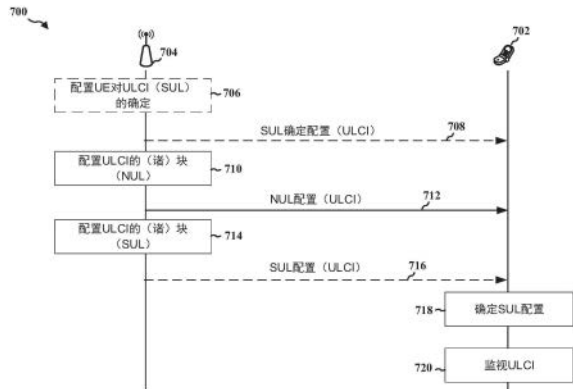 700
704
702
配置UE对ULCI（SUL）
的确定
706
SUL确定配置（ULCI）
708
配置ULCI的（诸）块
（NUL）
710
NUL配置（ULCI）
712
配置ULCI的（诸）块
（SUL）
714
SUL配置（ULCI）
716
718
确定SUL配置
720
监视ULCI